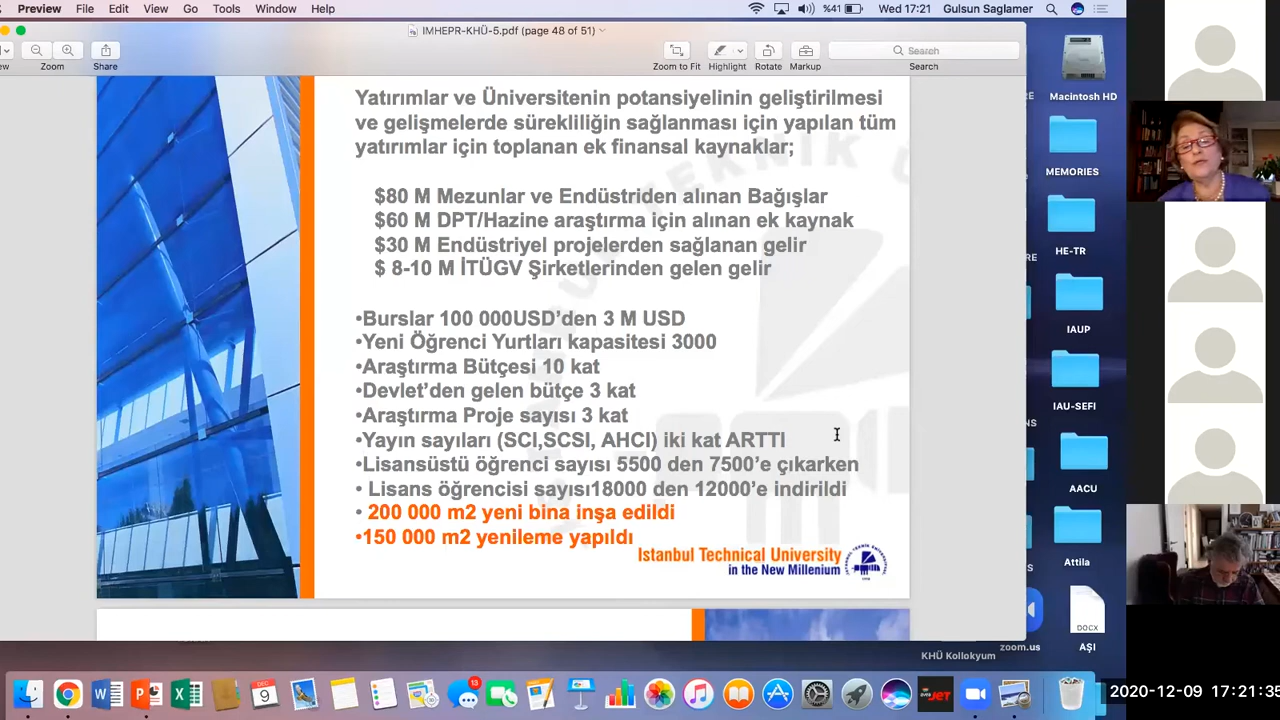 Preview File Edit View Go Tools Window Help %41 Wed 17:21 Gulsun Saglamer
IMHEPR-KHÜ-5.pdf (page 48 of 51)
Search
Zoom Share Zoom to Fit Highlight Rotate Markup Search
Yatırımlar ve Üniversitenin potansiyelinin geliştirilmesi
ve gelişmelerde sürekliliğin sağlanması için yapılan tüm
yatırımlar için toplanan ek finansal kaynaklar;
$80 M Mezunlar ve Endüstriden alınan Bağışlar
$60 M DPT/Hazine araştırma için alınan ek kaynak
$30 M Endüstriyel projelerden sağlanan gelir
$ 8-10 M İTÜGV Şirketlerinden gelen gelir
•Burslar 100 000USD’den 3 M USD
•Yeni Öğrenci Yurtları kapasitesi 3000
•Araştırma Bütçesi 10 kat
•Devlet’den gelen bütçe 3 kat
•Araştırma Proje sayısı 3 kat
•Yayın sayıları (SCI,SCSI, AHCI) iki kat ARTTI
•Lisansüstü öğrenci sayısı 5500 den 7500’e çıkarken
• Lisans öğrencisi sayısı18000 den 12000’e indirildi
• 200 000 m2 yeni bina inşa edildi
•150 000 m2 yenileme yapıldı
Istanbul Technical University
in the New Millenium
Macintosh HD
MEMORIES
HE-TR
IAUP
IAU-SEFI
AACU
Attila
AŞI
DOCX
zoom.us
KHÜ Kollokyum
DEC
9
13
2020-12-09 17:21:35